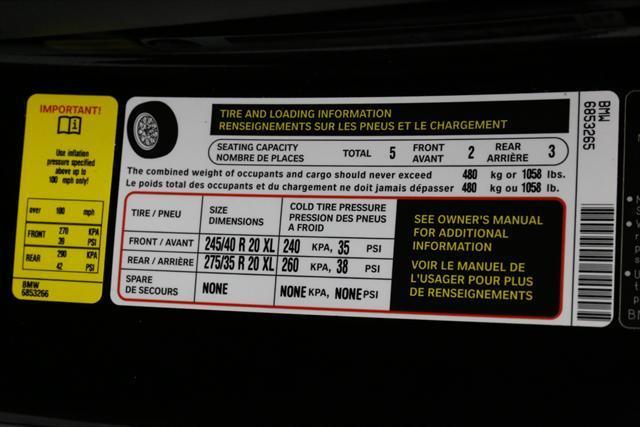 IMPORTANT!
Use inflation
pressure specified
above up to
100 mph only!
over 100 mph
FRONT 270 KPA
39 PSI
REAR 290 KPA
42 PSI
BMW
6853266
TIRE AND LOADING INFORMATION
RENSEIGNEMENTS SUR LES PNEUS ET LE CHARGEMENT
SEATING CAPACITY
NOMBRE DE PLACES
TOTAL 5
FRONT
AVANT 2
REAR
ARRIÈRE 3
The combined weight of occupants and cargo should never exceed 480 kg or 1058 lbs.
Le poids total des occupants et du chargement ne doit jamais dépasser 480 kg ou 1058 lb.
TIRE / PNEU
SIZE
DIMENSIONS
COLD TIRE PRESSURE
PRESSION DES PNEUS
A FROID
FRONT / AVANT 245/40 R 20 XL 240 KPA, 35 PSI
REAR / ARRIÈRE 275/35 R 20 XL 260 KPA, 38 PSI
SPARE
DE SECOURS NONE NONE KPA, NONE PSI
SEE OWNER'S MANUAL
FOR ADDITIONAL
INFORMATION
VOIR LE MANUEL DE
L'USAGER POUR PLUS
DE RENSEIGNEMENTS
BMW
6853265